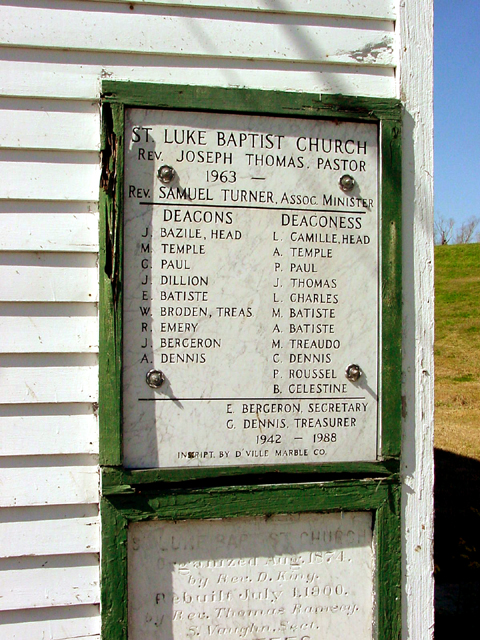 ST. LUKE BAPTIST CHURCH
REV. JOSEPH THOMAS, PASTOR
1963 —
REV. SAMUEL TURNER, ASSOC. MINISTER
DEACONS DEACONESS
J. BAZILE, HEAD L. CAMILLE, HEAD
M. TEMPLE A. TEMPLE
C. PAUL P. PAUL
J. DILLION J. THOMAS
E. BATISTE L. CHARLES
W. BRODEN, TREAS M. BATISTE
R. EMERY A. BATISTE
J. BERGERON M. TREAUDO
A. DENNIS C. DENNIS
P. ROUSSEL
B. CELESTINE
E. BERGERON, SECRETARY
C. DENNIS, TREASURER
1942 — 1988
INSCRIPT. BY D'VILLE MARBLE CO.
ST. LUKE BAPTIST CHURCH
Organized Aug. 1874.
by Rev. D. King.
Rebuilt July 1, 1900.
by Rev. Thomas Ramsey.
S. Vaughn. Sect.